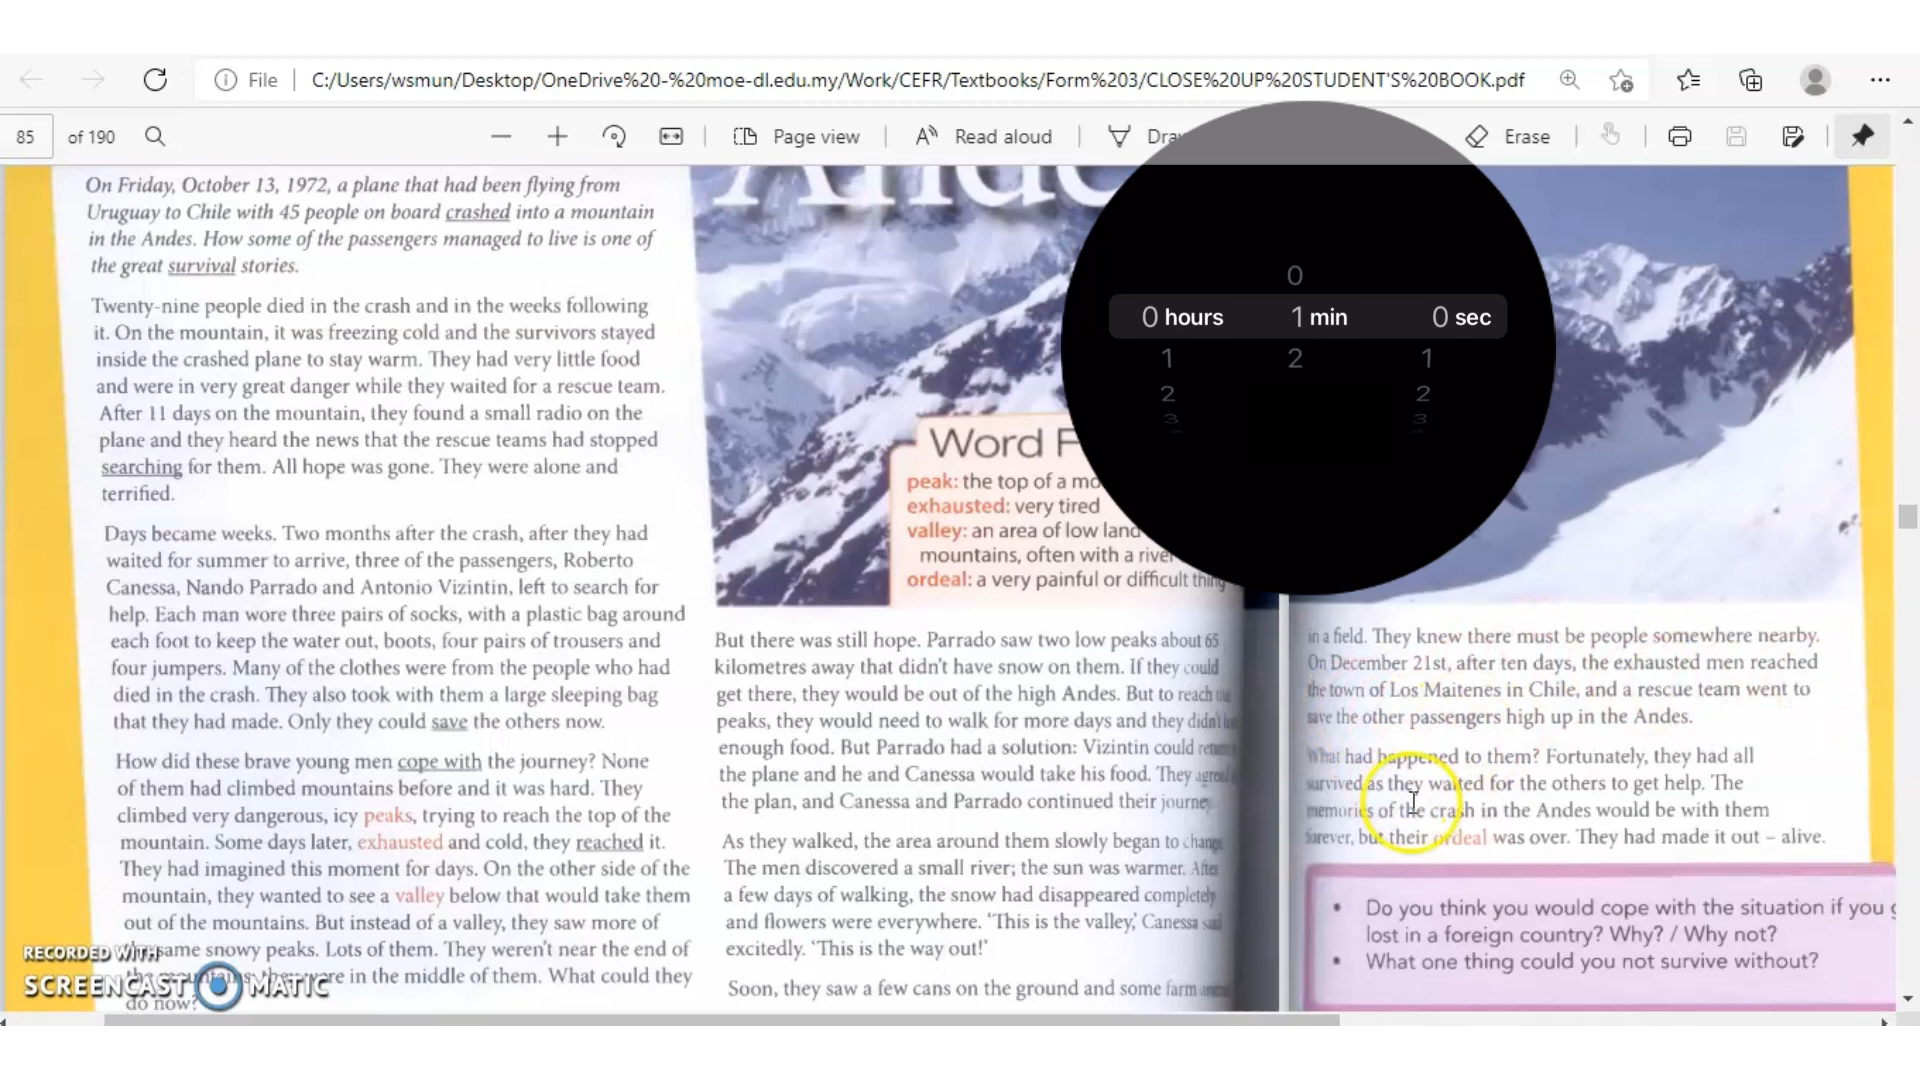 File
C:/Users/wsmun/Desktop/OneDrive%20-%20moe-dl.edu.my/Work/CEFR/Textbooks/Form%203/CLOSE%20UP%20STUDENT'S%20BOOK.pdf
85 of 190
Page view
Read aloud
Erase
On Friday, October 13, 1972, a plane that had been flying from
Uruguay to Chile with 45 people on board crashed into a mountain
in the Andes. How some of the passengers managed to live is one of
the great survival stories.
Twenty-nine people died in the crash and in the weeks following
it. On the mountain, it was freezing cold and the survivors stayed
inside the crashed plane to stay warm. They had very little food
and were in very great danger while they waited for a rescue team.
After 11 days on the mountain, they found a small radio on the
plane and they heard the news that the rescue teams had stopped
searching for them. All hope was gone. They were alone and
terrified.
Days became weeks. Two months after the crash, after they had
waited for summer to arrive, three of the passengers, Roberto
Canessa, Nando Parrado and Antonio Vizintin, left to search for
help. Each man wore three pairs of socks, with a plastic bag around
each foot to keep the water out, boots, four pairs of trousers and
four jumpers. Many of the clothes were from the people who had
died in the crash. They also took with them a large sleeping bag
that they had made. Only they could save the others now.
How did these brave young men cope with the journey? None
of them had climbed mountains before and it was hard. They
climbed very dangerous, icy peaks, trying to reach the top of the
mountain. Some days later, exhausted and cold, they reached it.
They had imagined this moment for days. On the other side of the
mountain, they wanted to see a valley below that would take them
out of the mountains. But instead of a valley, they saw more of
same snowy peaks. Lots of them. They weren't near the end of
the mountains, they were in the middle of them. What could they
do now?
RECORDED WITH
SCREENCAST MATIC
Word
peak: the top of a
exhausted: very tired
valley: an area of low land
mountains, often with a river
ordeal: a very painful or difficult thing
But there was still hope. Parrado saw two low peaks about 65
kilometres away that didn't have snow on them. If they could
get there, they would be out of the high Andes. But to reach
peaks, they would need to walk for more days and they didn't
enough food. But Parrado had a solution: Vizintin could
the plane and he and Canessa would take his food. They
the plan, and Canessa and Parrado continued their journey
As they walked, the area around them slowly began to change
The men discovered a small river; the sun was warmer. After
a few days of walking, the snow had disappeared completely
and flowers were everywhere. 'This is the valley,' Canessa said
excitedly. 'This is the way out!'
Soon, they saw a few cans on the ground and some farm
0
0 hours 1 min 0 sec
1 2 1
2 2
3 3
in a field. They knew there must be people somewhere nearby.
On December 21st, after ten days, the exhausted men reached
the town of Los Maitenes in Chile, and a rescue team went to
save the other passengers high up in the Andes.
What had happened to them? Fortunately, they had all
survived as they waited for the others to get help. The
memories of the crash in the Andes would be with them
forever, but their ordeal was over. They had made it out – alive.
• Do you think you would cope with the situation if you
lost in a foreign country? Why? / Why not?
• What one thing could you not survive without?